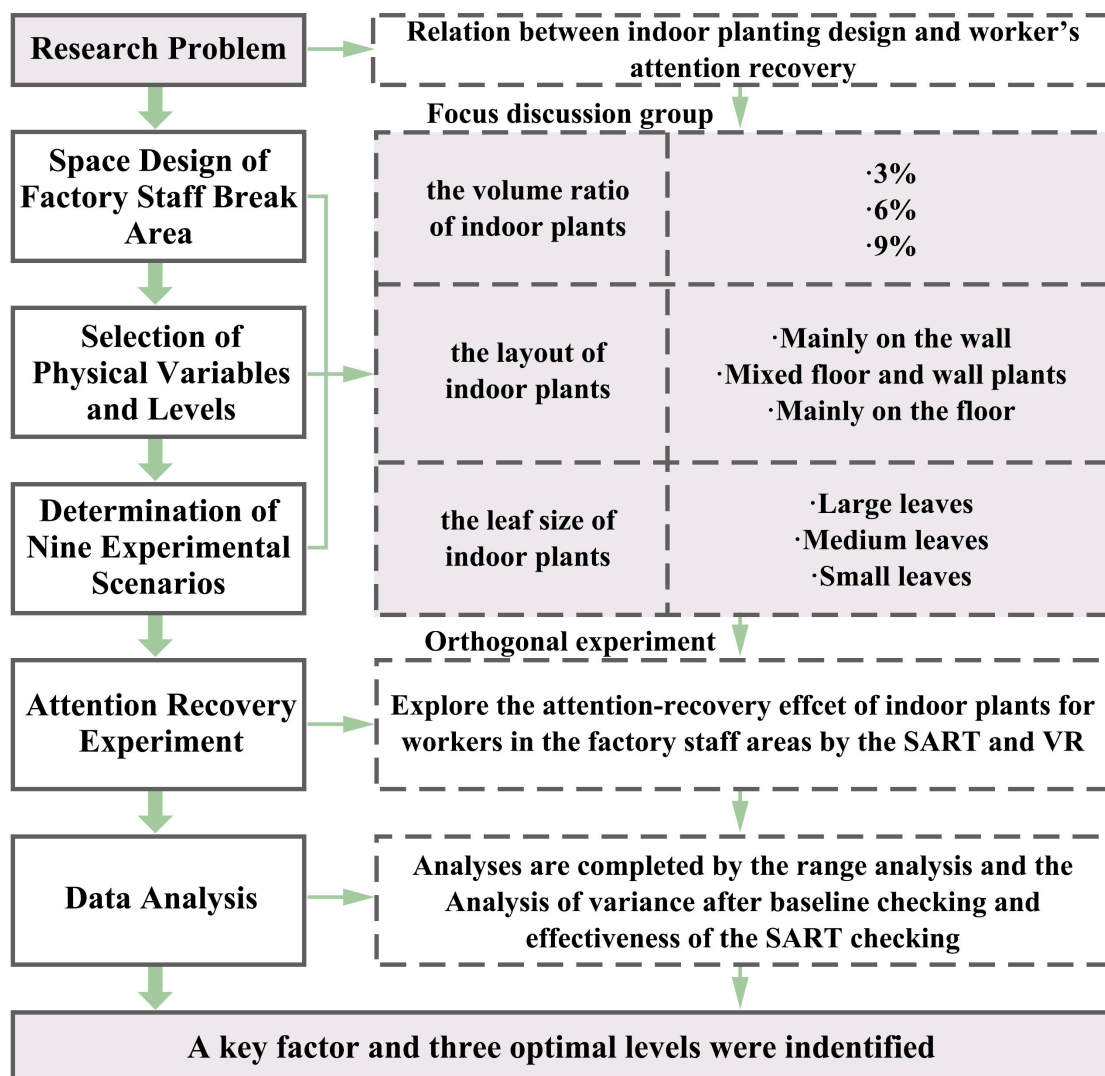 Research Problem
Relation between indoor planting design and worker's
attention recovery
Focus discussion group
Space Design of
Factory Staff Break
Area
the volume ratio
of indoor plants
·3%
·6%
·9%
Selection of
Physical Variables
and Levels
the layout of
indoor plants
·Mainly on the wall
·Mixed floor and wall plants
·Mainly on the floor
Determination of
Nine Experimental
Scenarios
the leaf size of
indoor plants
·Large leaves
·Medium leaves
·Small leaves
Orthogonal experiment
Attention Recovery
Experiment
Explore the attention-recovery effcet of indoor plants for
workers in the factory staff areas by the SART and VR
Data Analysis
Analyses are completed by the range analysis and the
Analysis of variance after baseline checking and
effectiveness of the SART checking
A key factor and three optimal levels were indentified